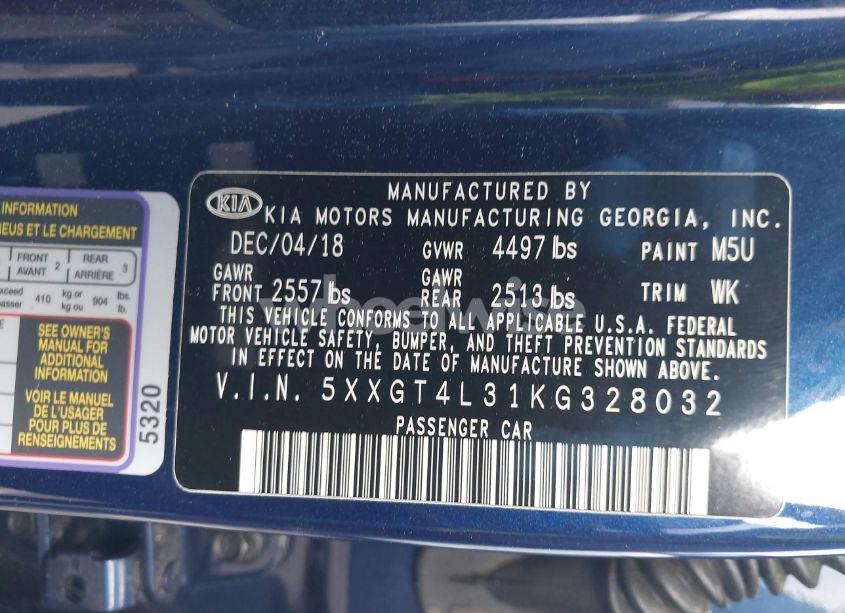 INFORMATION
NEUS ET LE CHARGEMENT
FRONT
AVANT 2
REAR
ARRIÈRE 3
exceed
passer 410 kg or kg ou 904 lbs. lb.
SEE OWNER'S
MANUAL FOR
ADDITIONAL
INFORMATION
VOIR LE MANUEL
DE L'USAGER
POUR PLUS DE
RENSEIGNEMENTS
5320
KIA
MANUFACTURED BY
KIA MOTORS MANUFACTURING GEORGIA, INC.
DEC/04/18 GVWR 4497 lbs PAINT M5U
GAWR FRONT 2557 lbs GAWR REAR 2513 lbs TRIM WK
THIS VEHICLE CONFORMS TO ALL APPLICABLE U.S.A. FEDERAL
MOTOR VEHICLE SAFETY, BUMPER, AND THEFT PREVENTION STANDARDS
IN EFFECT ON THE DATE OF MANUFACTURE SHOWN ABOVE.
V.I.N. 5XXGT4L31KG328032
PASSENGER CAR